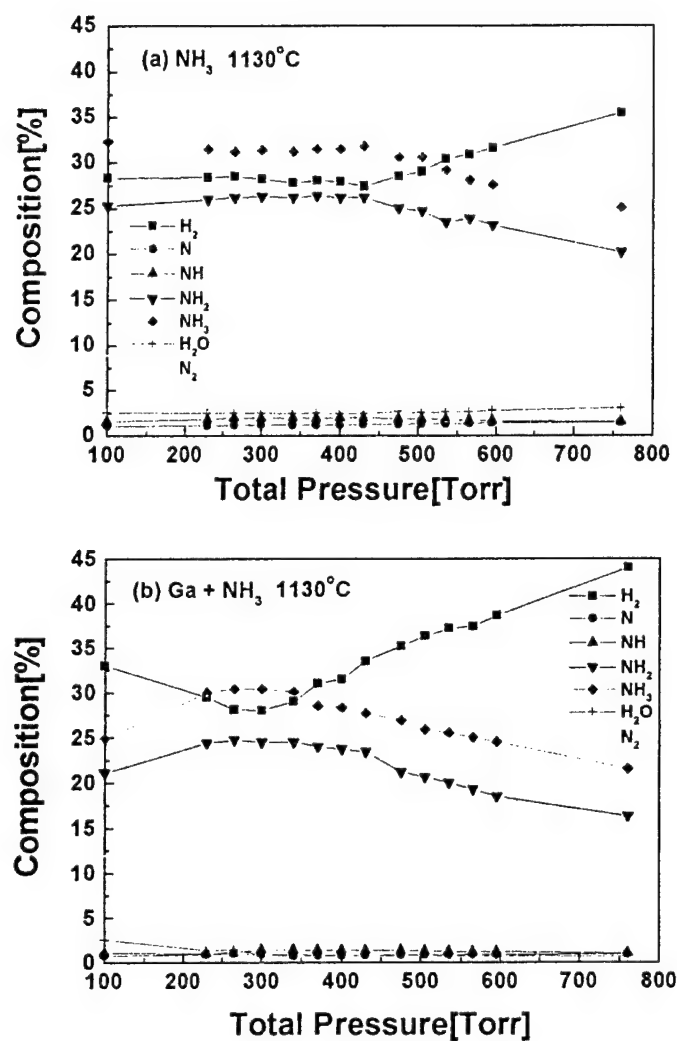 45
40
35
30
25
20
15
10
5
0
Composition[%]
(a) NH₃ 1130°C
H₂
N
NH
NH₂
NH₃
H₂O
N₂
100 200 300 400 500 600 700 800
Total Pressure[Torr]
45
40
35
30
25
20
15
10
5
0
Composition[%]
(b) Ga + NH₃ 1130°C
H₂
N
NH
NH₂
NH₃
H₂O
N₂
100 200 300 400 500 600 700 800
Total Pressure[Torr]